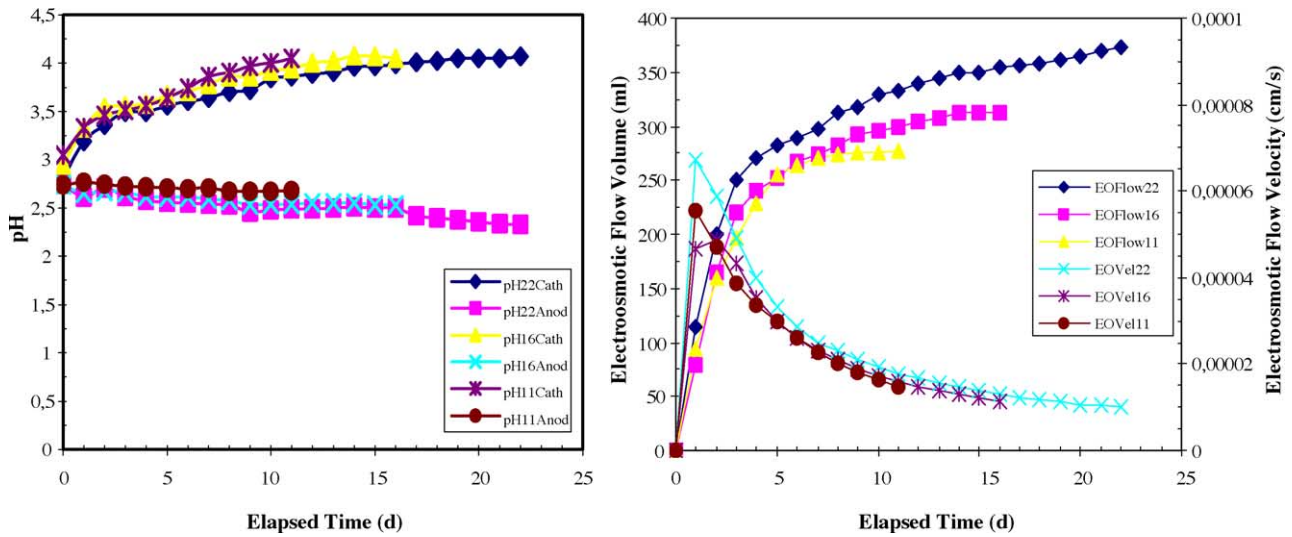 4,5
4
3,5
3
2,5
2
1,5
1
0,5
0
pH
0 5 10 15 20 25
Elapsed Time (d)
pH22Cath
pH22Anod
pH16Cath
pH16Anod
pH11Cath
pH11Anod
400
350
300
250
200
150
100
50
0
Electroosmotic Flow Volume (ml)
0 5 10 15 20 25
Elapsed Time (d)
EOFlow22
EOFlow16
EOFlow11
EOVel22
EOVel16
EOVel11
0,0001
0,00008
0,00006
0,00004
0,00002
0
Electroosmotic Flow Velocity (cm/s)